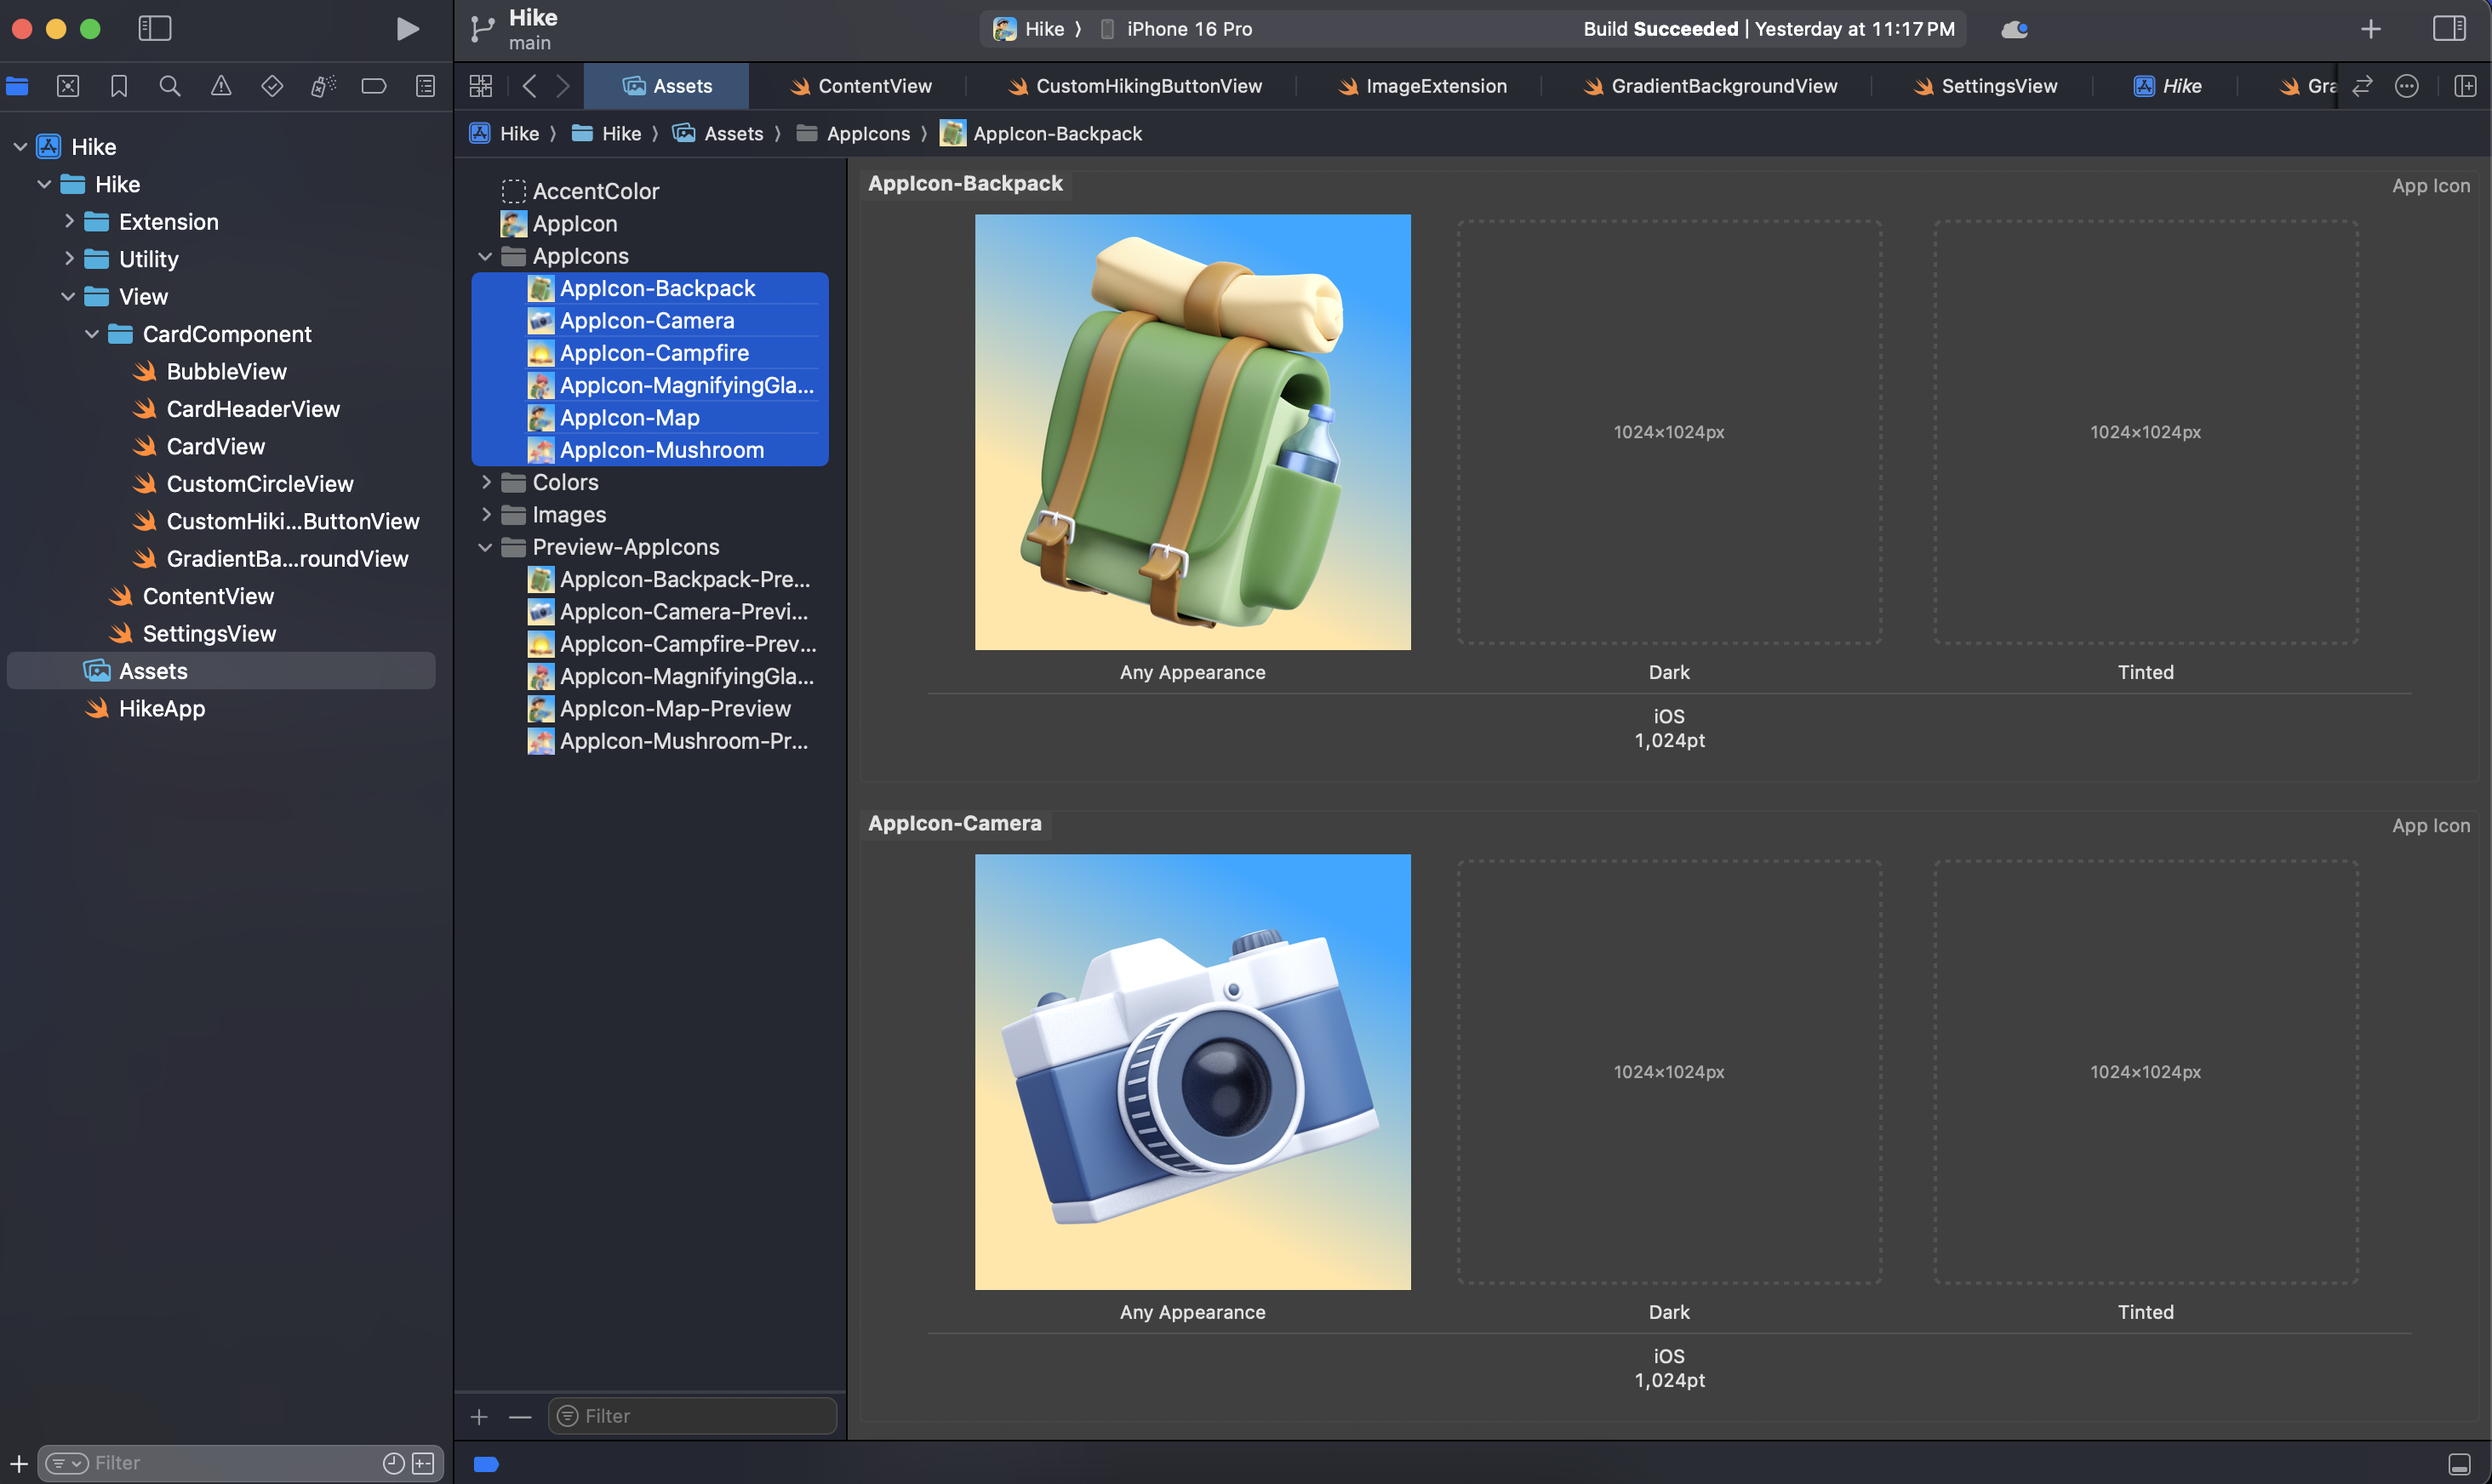 Hike
main
Hike 〉 iPhone 16 Pro
Build Succeeded | Yesterday at 11:17 PM
Assets
ContentView
CustomHikingButtonView
ImageExtension
GradientBackgroundView
SettingsView
Hike
Gra
Hike 〉 Hike 〉 Assets 〉 AppIcons 〉 AppIcon-Backpack
Hike
Hike
Extension
Utility
View
CardComponent
BubbleView
CardHeaderView
CardView
CustomCircleView
CustomHiki...ButtonView
GradientBa...roundView
ContentView
SettingsView
Assets
HikeApp
Filter
AccentColor
AppIcon
AppIcons
AppIcon-Backpack
AppIcon-Camera
AppIcon-Campfire
AppIcon-MagnifyingGla...
AppIcon-Map
AppIcon-Mushroom
Colors
Images
Preview-AppIcons
AppIcon-Backpack-Pre...
AppIcon-Camera-Previ...
AppIcon-Campfire-Prev...
AppIcon-MagnifyingGla...
AppIcon-Map-Preview
AppIcon-Mushroom-Pr...
Filter
AppIcon-Backpack
App Icon
1024×1024px
1024×1024px
Any Appearance
Dark
Tinted
iOS
1,024pt
AppIcon-Camera
App Icon
1024×1024px
1024×1024px
Any Appearance
Dark
Tinted
iOS
1,024pt